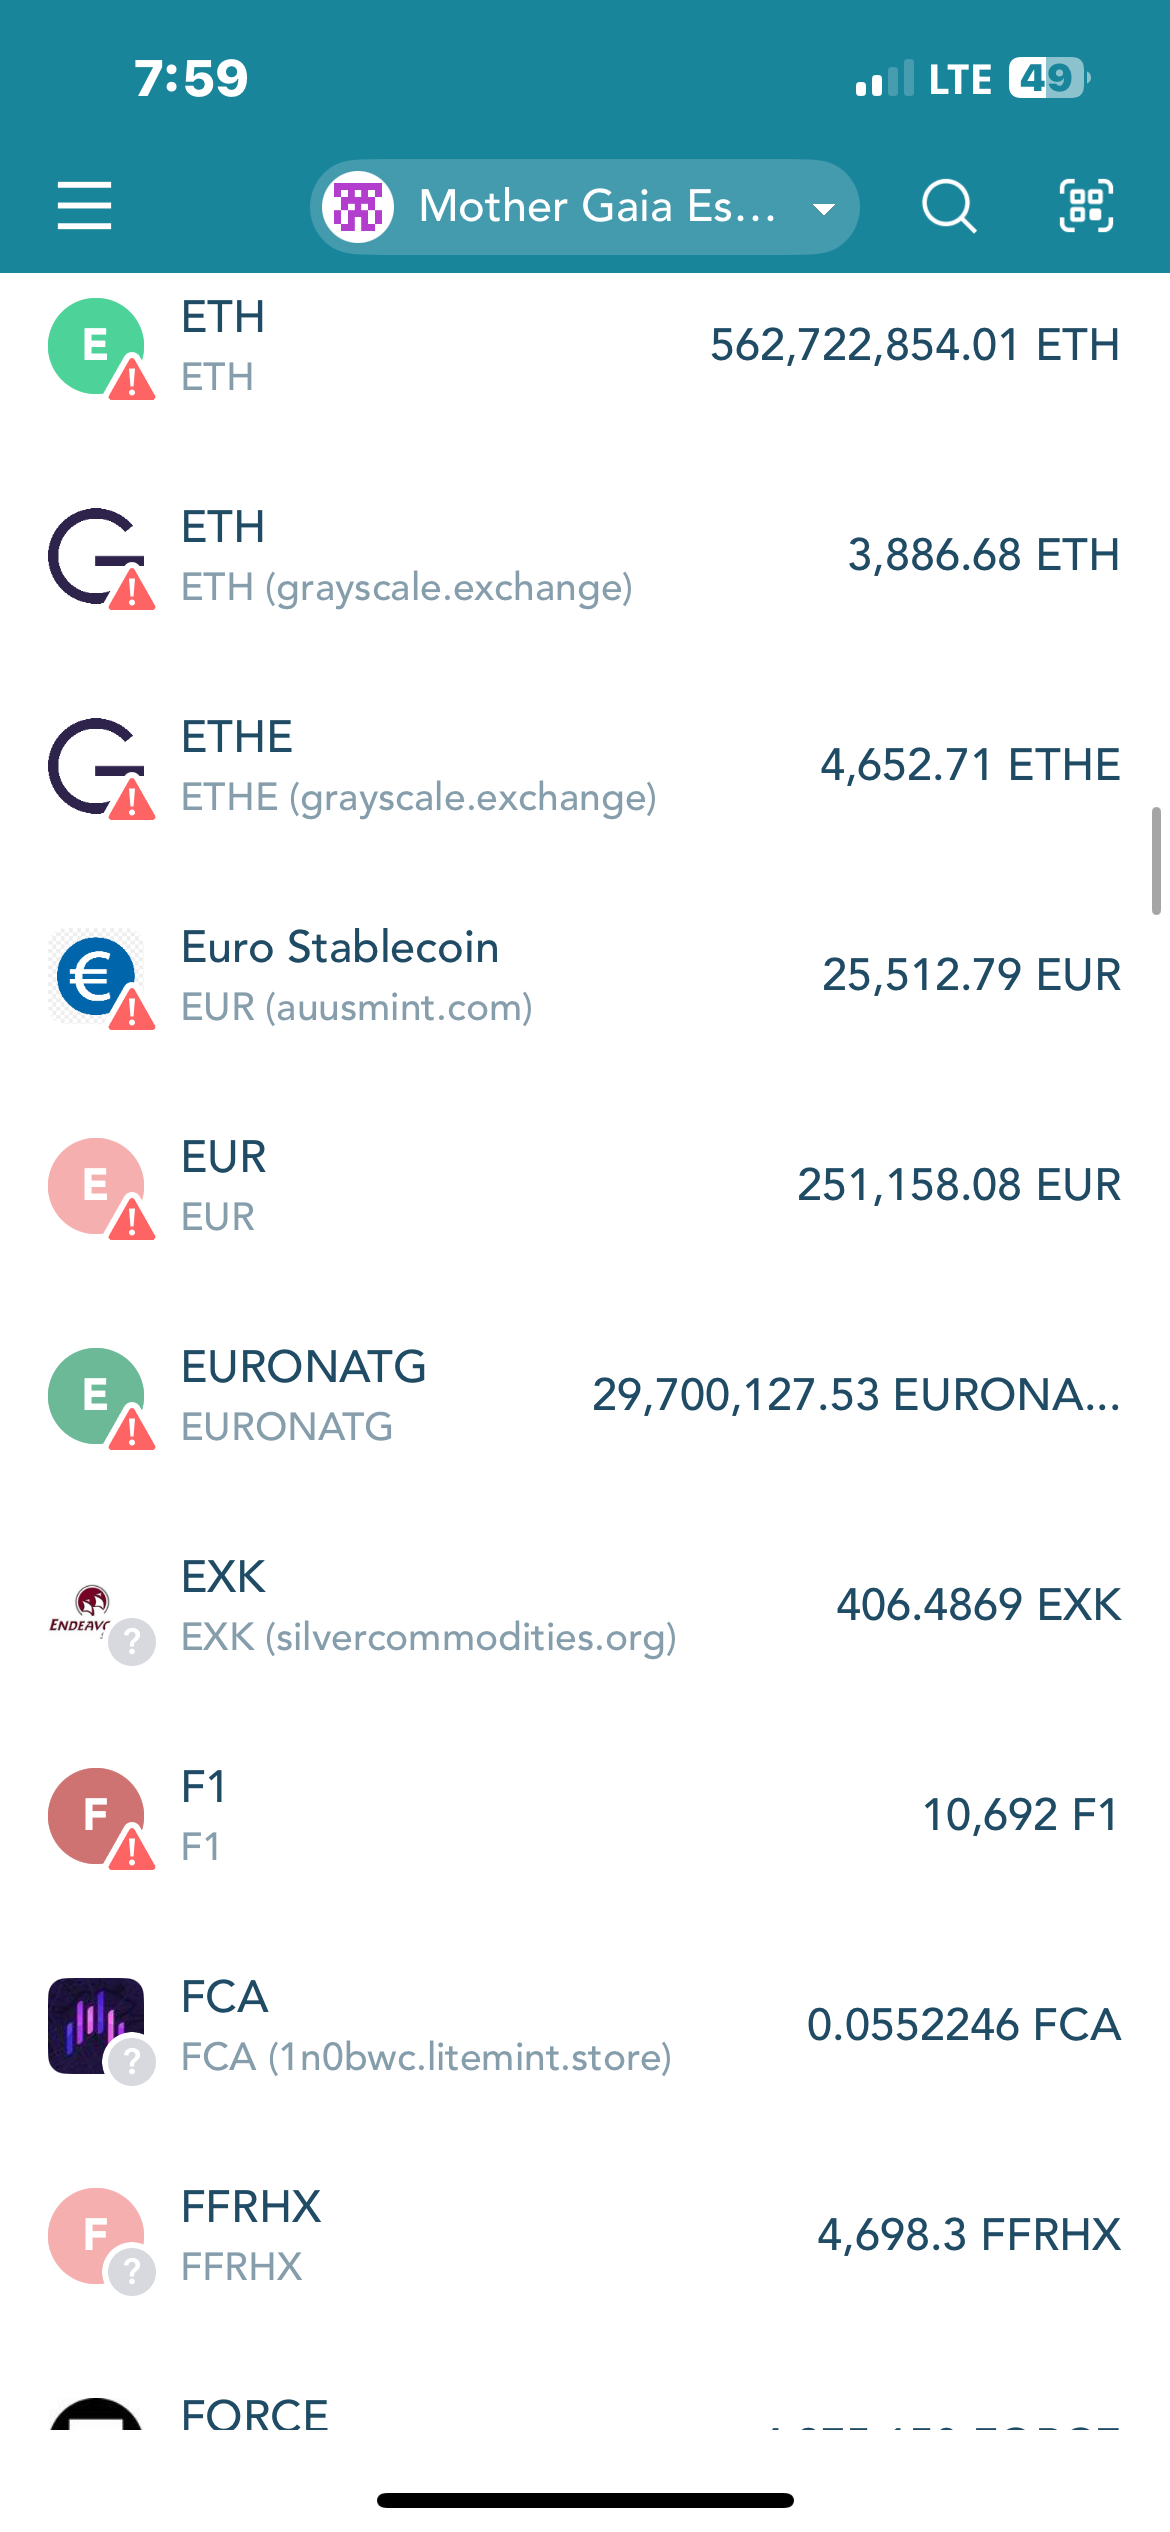 7:59
LTE 49
Mother Gaia Es...
E
ETH
ETH
562,722,854.01 ETH
ETH
ETH (grayscale.exchange)
3,886.68 ETH
ETHE
ETHE (grayscale.exchange)
4,652.71 ETHE
€
Euro Stablecoin
EUR (auusmint.com)
25,512.79 EUR
E
EUR
EUR
251,158.08 EUR
E
EURONATG
EURONATG
29,700,127.53 EURONA...
EXK
EXK (silvercommodities.org)
406.4869 EXK
?
F
F1
F1
10,692 F1
FCA
FCA (1n0bwc.litemint.store)
0.0552246 FCA
?
F
FFRHX
FFRHX
4,698.3 FFRHX
?
FORCE